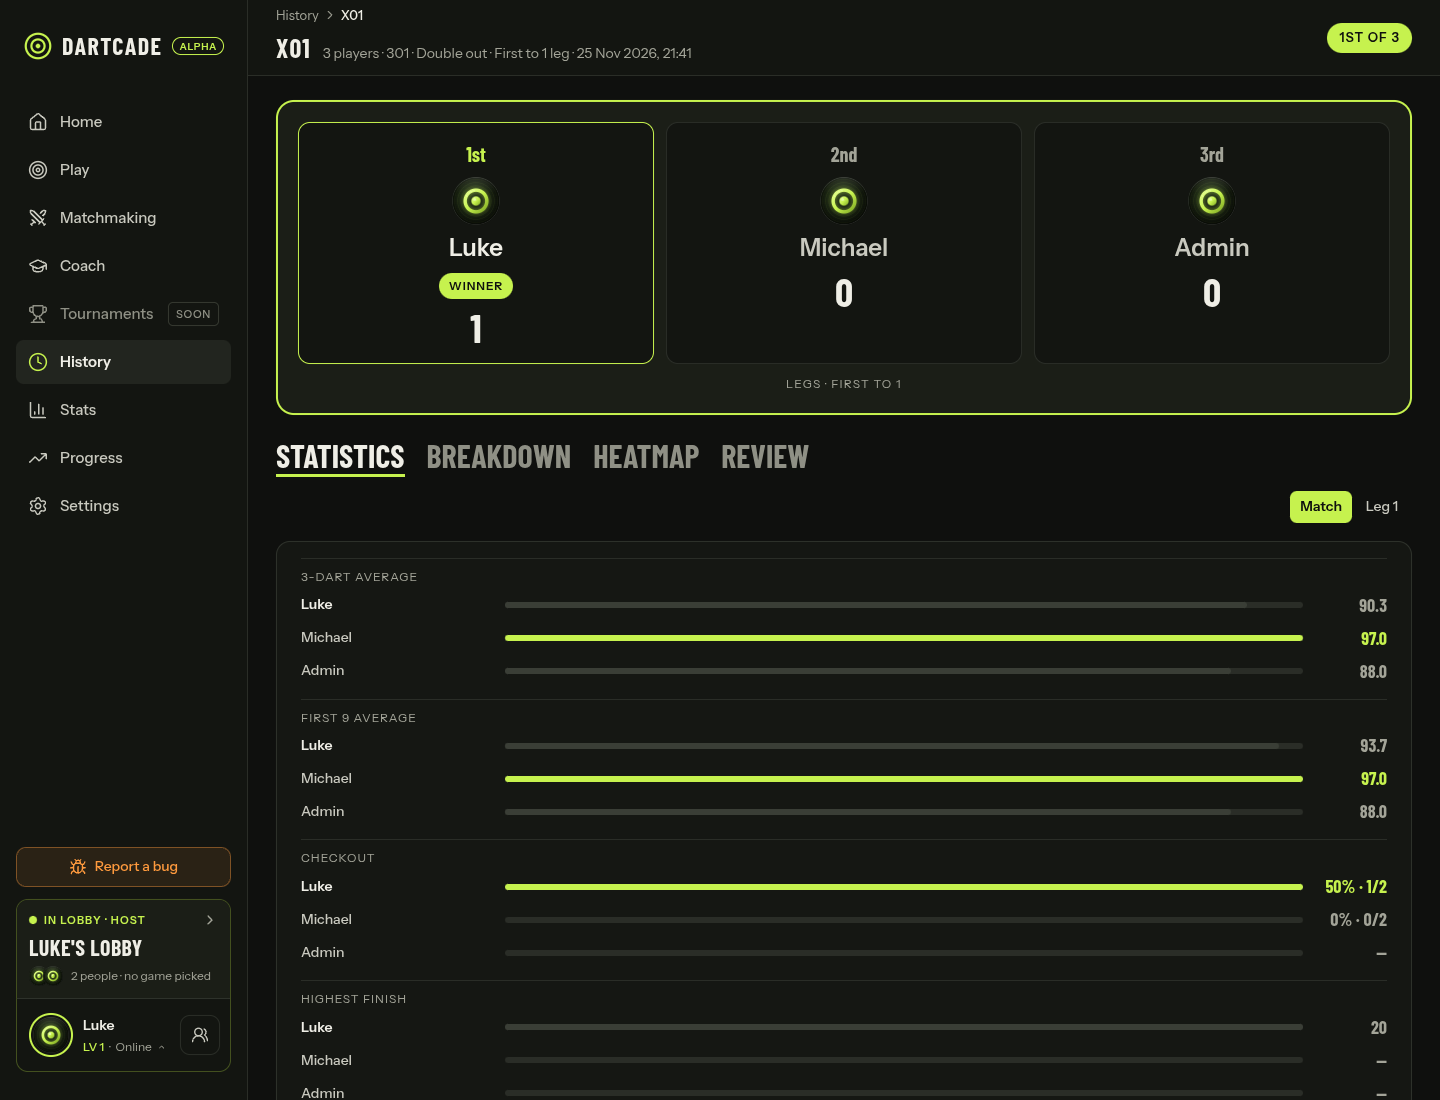 DARTCADE ALPHA
Home
Play
Matchmaking
Coach
Tournaments SOON
History
Stats
Progress
Settings
Report a bug
IN LOBBY · HOST
LUKE'S LOBBY
2 people · no game picked
Luke
LV 1 · Online
History > X01
X01 3 players · 301 · Double out · First to 1 leg · 25 Nov 2026, 21:41
1ST OF 3
1st
Luke
WINNER
1
2nd
Michael
0
3rd
Admin
0
LEGS · FIRST TO 1
STATISTICS BREAKDOWN HEATMAP REVIEW
Match Leg 1
3-DART AVERAGE
Luke 90.3
Michael 97.0
Admin 88.0
FIRST 9 AVERAGE
Luke 93.7
Michael 97.0
Admin 88.0
CHECKOUT
Luke 50% · 1/2
Michael 0% · 0/2
Admin –
HIGHEST FINISH
Luke 20
Michael –
Admin –